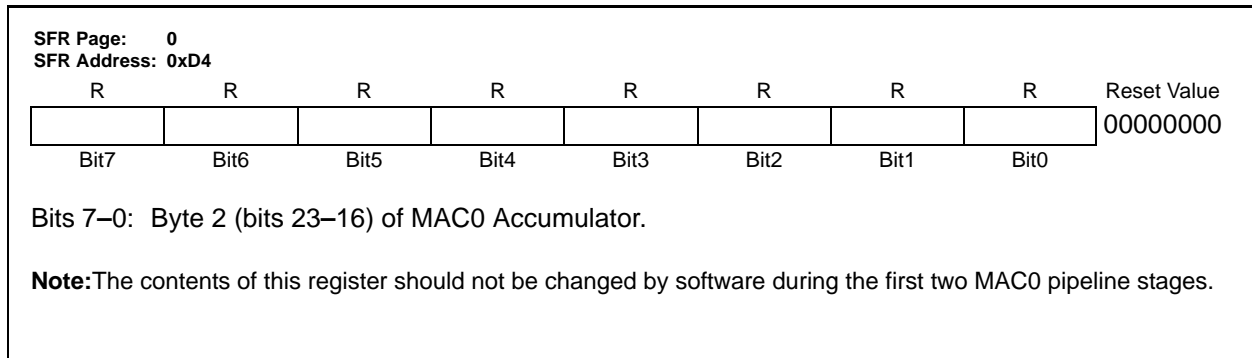 SFR Page: 0
SFR Address: 0xD4
R R R R R R R R Reset Value
00000000
Bit7 Bit6 Bit5 Bit4 Bit3 Bit2 Bit1 Bit0
Bits 7–0: Byte 2 (bits 23–16) of MAC0 Accumulator.
Note:The contents of this register should not be changed by software during the first two MAC0 pipeline stages.